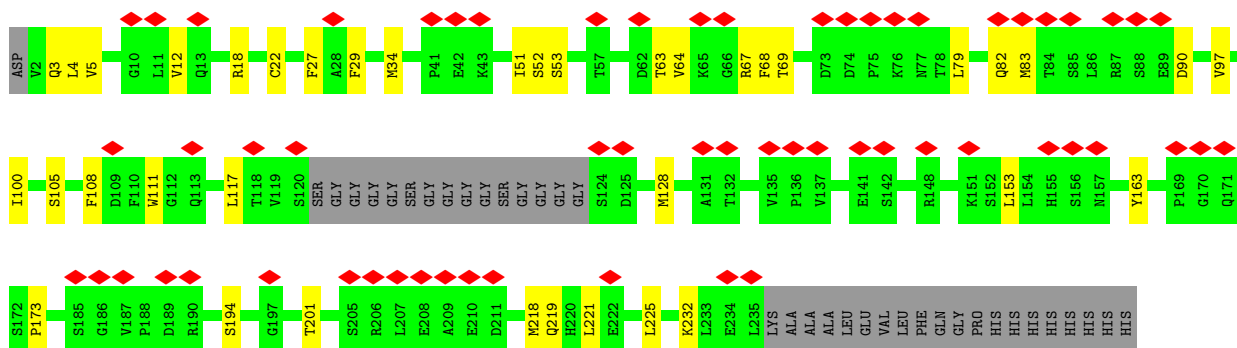 ASP V2 Q3 L4 V5 G10 L11 V12 Q13 R18 C22 F27 A28 F29 M34 P41 E42 K43 I51 S52 S53 T57 D62 T63 V64 K65 G66 R67 F68 T69 D73 D74 P75 K76 N77 T78 L79 Q82 M83 T84 S85 L86 R87 S88 E89 D90 V97
I100 S105 F108 D109 F110 W111 G112 Q113 L117 T118 V119 S120 SER GLY GLY GLY SER GLY GLY GLY GLY SER GLY GLY GLY GLY S124 D125 M128 A131 T132 V135 P136 V137 E141 S142 R148 K151 S152 L153 L154 H155 S156 N157 Y163 P169 G170 Q171
S172 P173 S185 G186 V187 P188 D189 R190 S194 G197 T201 S205 R206 L207 E208 A209 E210 D211 M218 Q219 H220 L221 E222 L225 K232 L233 E234 L235 LYS ALA ALA ALA LEU GLU VAL LEU PHE GLN GLY PRO HIS HIS HIS HIS HIS HIS HIS HIS